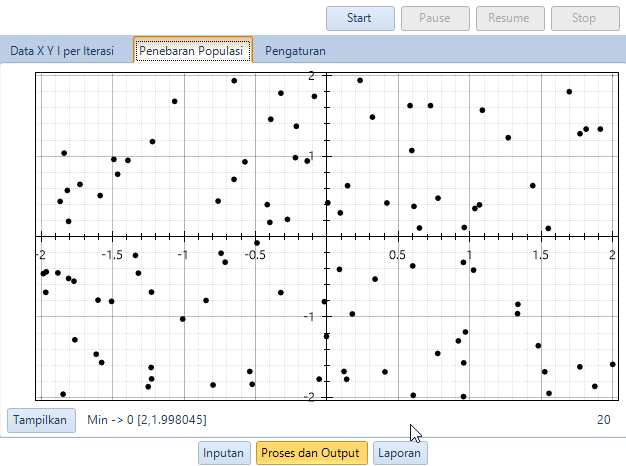 Start Pause Resume Stop
Data X Y I per Iterasi Penebaran Populasi Pengaturan
2
1
-2 -1.5 -1 -0.5 0.5 1 1.5 2
-1
-2
Tampilkan Min -> 0 [2,1.998045] 20
Inputan Proses dan Output Laporan